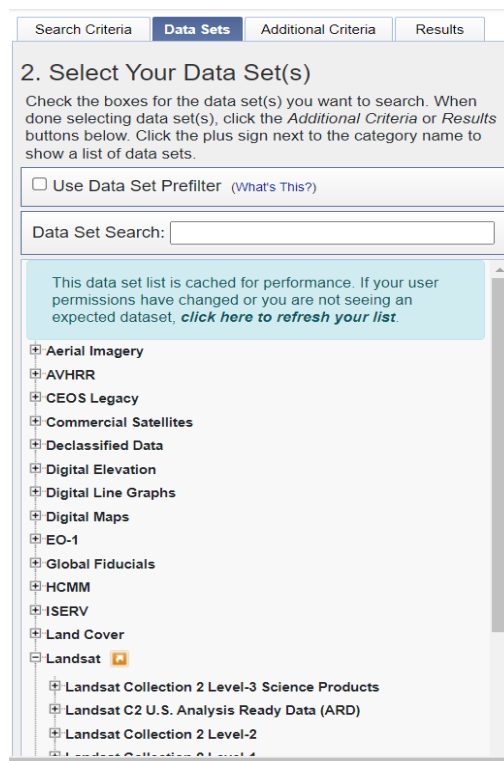 Search Criteria Data Sets Additional Criteria Results
2. Select Your Data Set(s)
Check the boxes for the data set(s) you want to search. When
done selecting data set(s), click the Additional Criteria or Results
buttons below. Click the plus sign next to the category name to
show a list of data sets.
Use Data Set Prefilter (What's This?)
Data Set Search:
This data set list is cached for performance. If your user
permissions have changed or you are not seeing an
expected dataset, click here to refresh your list.
Aerial Imagery
AVHRR
CEOS Legacy
Commercial Satellites
Declassified Data
Digital Elevation
Digital Line Graphs
Digital Maps
EO-1
Global Fiducials
HCMM
ISERV
Land Cover
Landsat
Landsat Collection 2 Level-3 Science Products
Landsat C2 U.S. Analysis Ready Data (ARD)
Landsat Collection 2 Level-2
Landsat Collection 2 Level-1